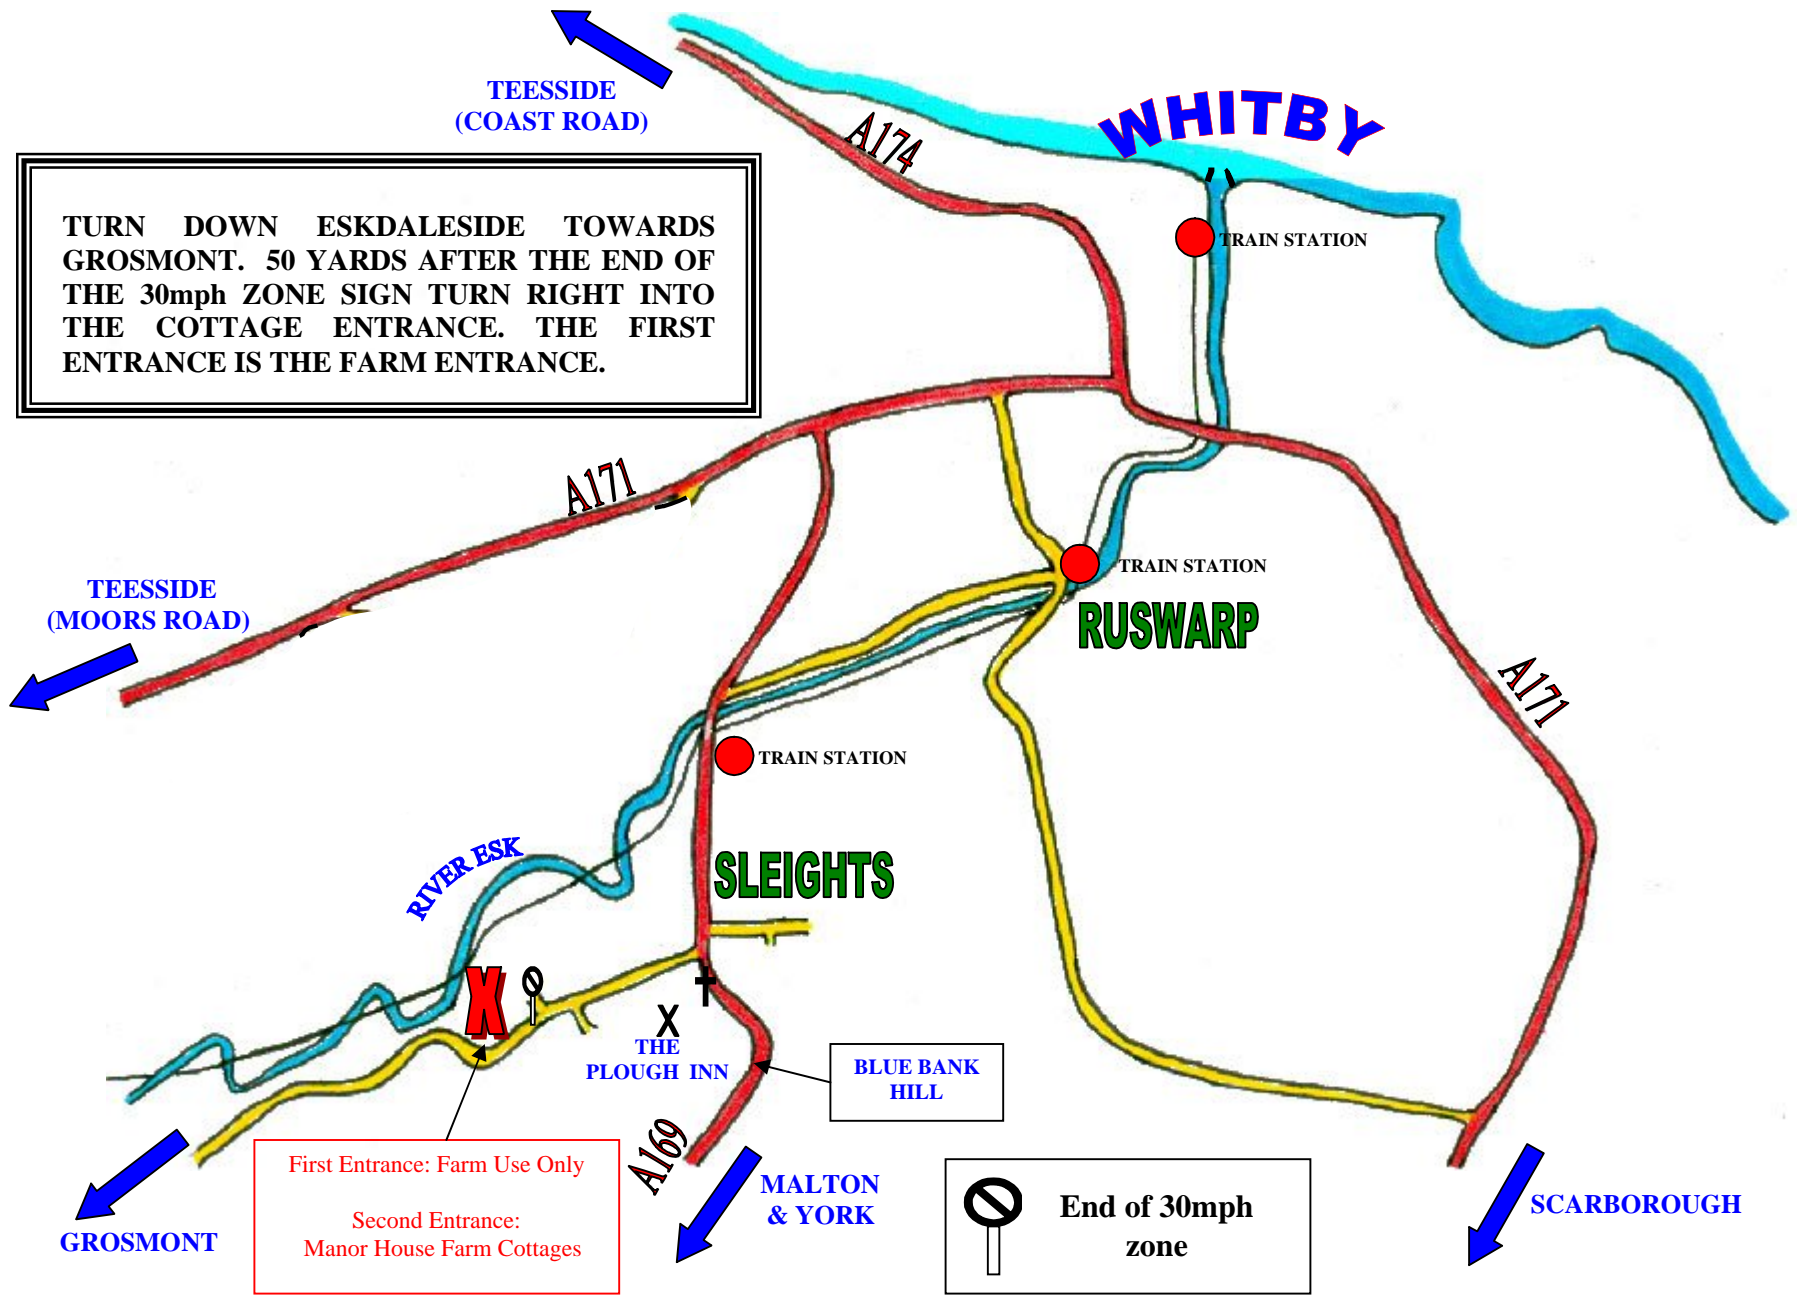 TEESSIDE
(COAST ROAD)
WHITBY
A174
TURN DOWN ESKDALESIDE TOWARDS
GROSMONT. 50 YARDS AFTER THE END OF
THE 30mph ZONE SIGN TURN RIGHT INTO
THE COTTAGE ENTRANCE. THE FIRST
ENTRANCE IS THE FARM ENTRANCE.
TRAIN STATION
A171
TRAIN STATION
TEESSIDE
(MOORS ROAD)
RUSWARP
A171
TRAIN STATION
RIVER ESK
SLEIGHTS
X
X
THE
PLOUGH INN
BLUE BANK
HILL
A169
First Entrance: Farm Use Only
Second Entrance:
Manor House Farm Cottages
GROSMONT
MALTON
& YORK
End of 30mph
zone
SCARBOROUGH